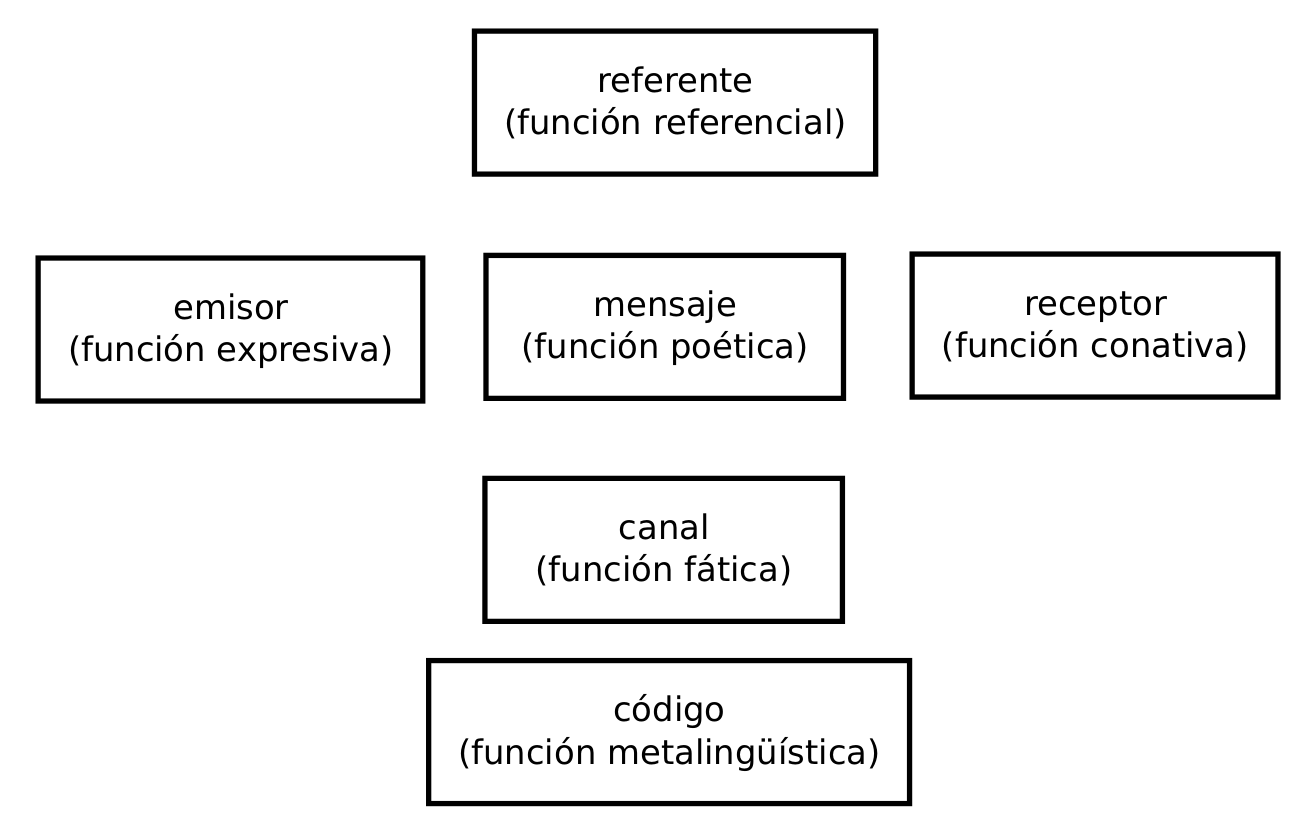 referente
(función referencial)
emisor
(función expresiva)
mensaje
(función poética)
receptor
(función conativa)
canal
(función fática)
código
(función metalingüística)